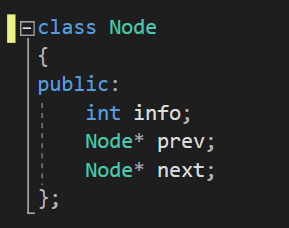 class Node
{
public:
    int info;
    Node* prev;
    Node* next;
};